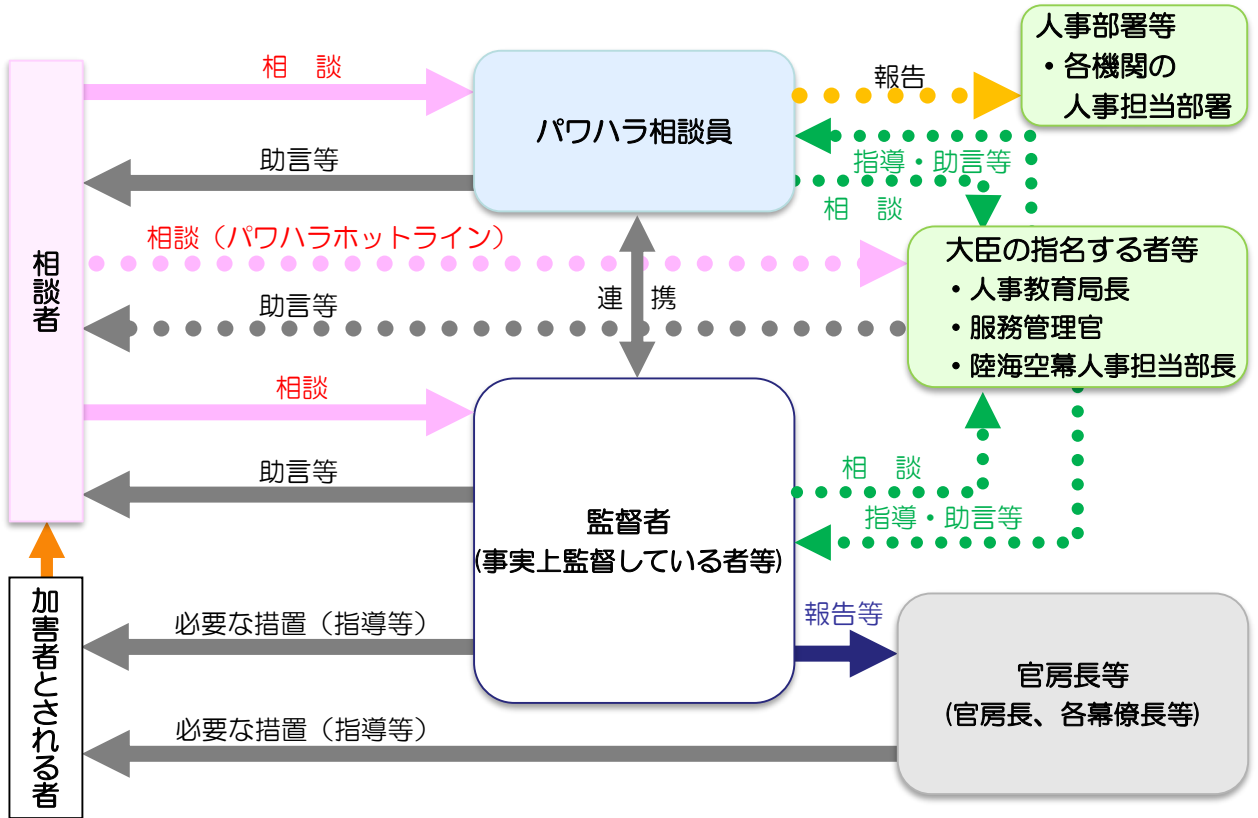 人事部署等
・各機関の
人事担当部署
相　談
報告
パワハラ相談員
助言等
指導・助言等
相　談
相談（パワハラホットライン）
大臣の指名する者等
・人事教育局長
・服務管理官
・陸海空幕人事担当部長
相談者
連　携
助言等
相談
助言等
相　談
指導・助言等
監督者
(事実上監督している者等)
加害者とされる者
必要な措置（指導等）
報告等
官房長等
(官房長、各幕僚長等)
必要な措置（指導等）